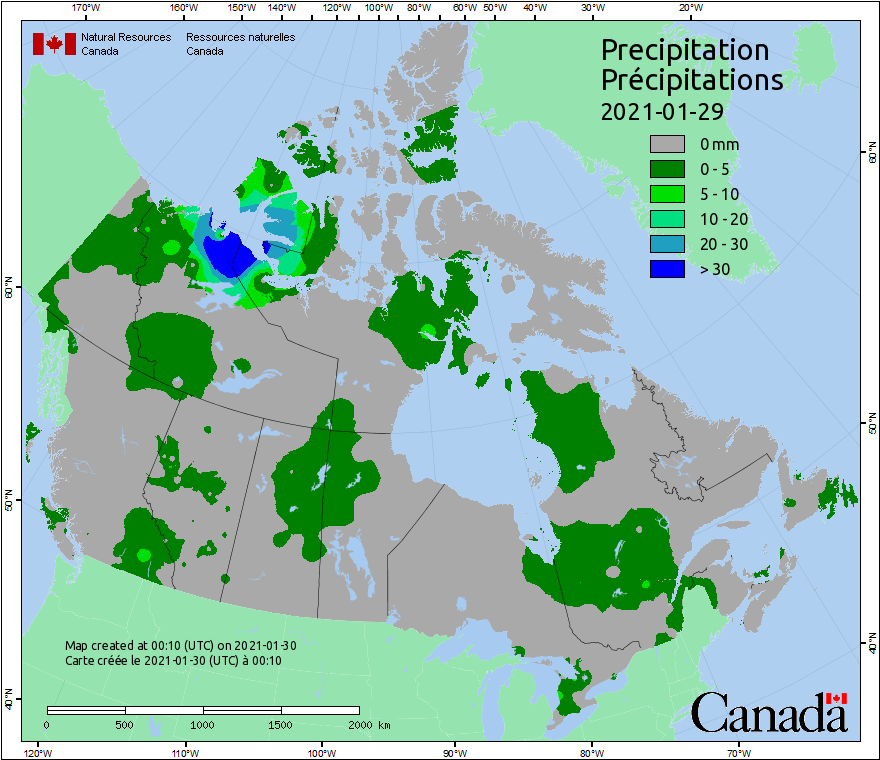 170°W 160°W 150°W 140°W 120°W 100°W 80°W 60°W 50°W 40°W 30°W 20°W
Natural Resources Ressources naturelles
Canada Canada
Precipitation
Précipitations
2021-01-29
0 mm
0 - 5
5 - 10
10 - 20
20 - 30
> 30
60°N 60°N
50°N 50°N
40°N 40°N
Map created at 00:10 (UTC) on 2021-01-30
Carte créée le 2021-01-30 (UTC) à 00:10
0 500 1000 1500 2000 km
Canada
120°W 110°W 100°W 90°W 80°W 70°W